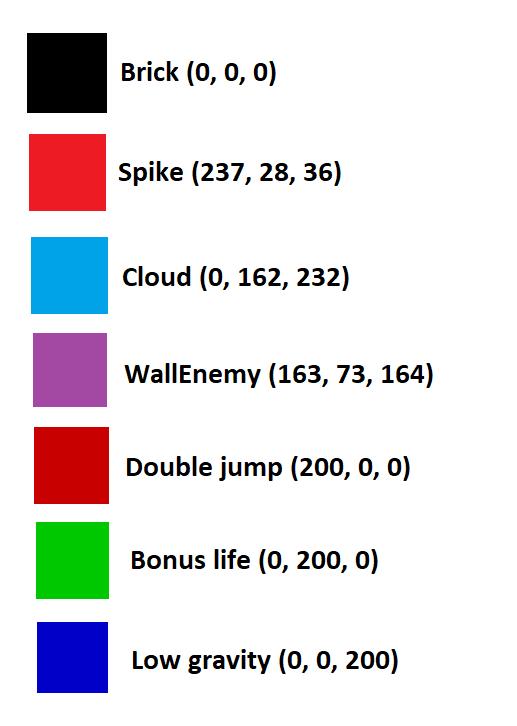 Brick (0, 0, 0)
Spike (237, 28, 36)
Cloud (0, 162, 232)
WallEnemy (163, 73, 164)
Double jump (200, 0, 0)
Bonus life (0, 200, 0)
Low gravity (0, 0, 200)